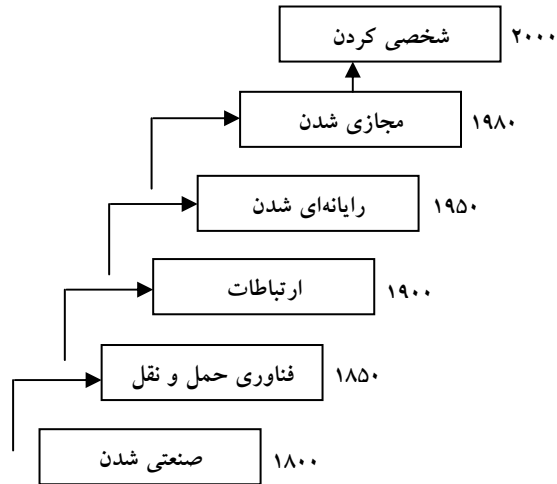 شخصی کردن ۲۰۰۰
مجازی شدن ۱۹۸۰
رایانه‌ای شدن ۱۹۵۰
ارتباطات ۱۹۰۰
فناوری حمل و نقل ۱۸۵۰
صنعتی شدن ۱۸۰۰